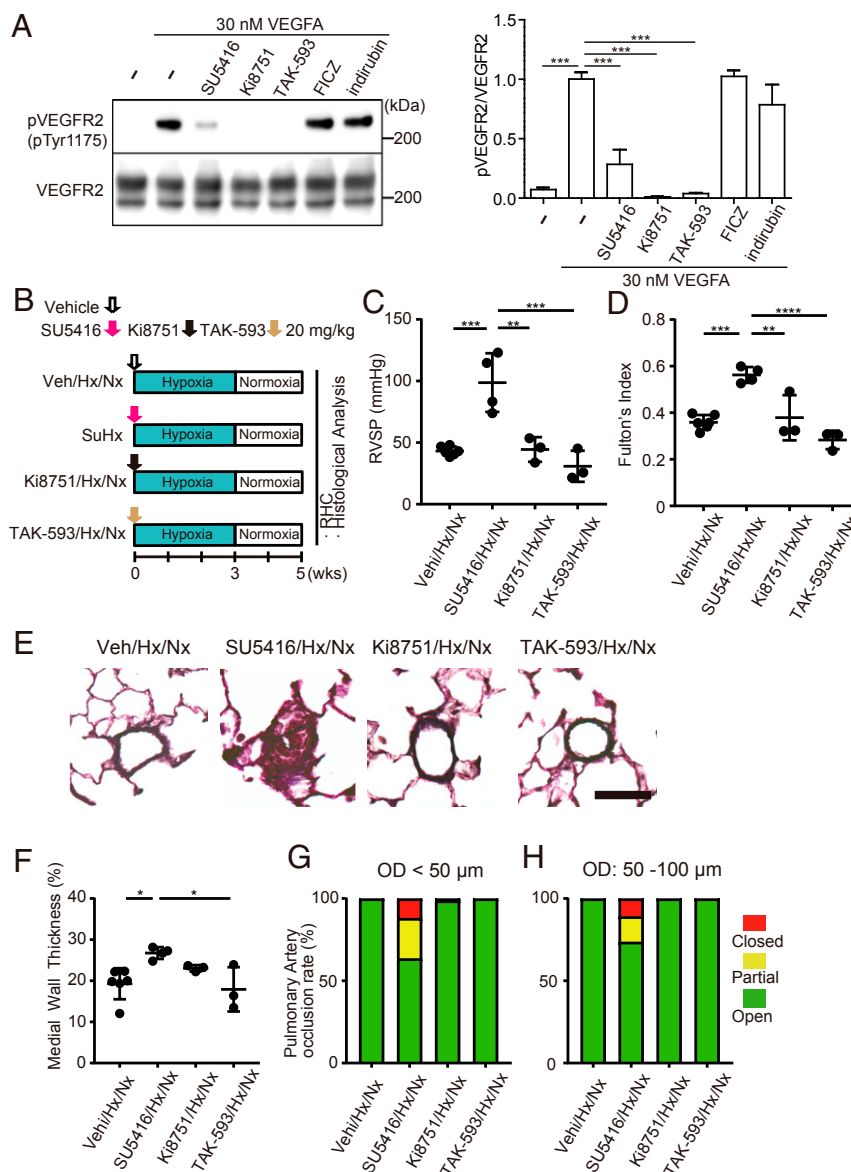 A
30 nM VEGFA
-
-
SU5416
Ki8751
TAK-593
FICZ
indirubin
(kDa)
pVEGFR2
(pTyr1175)
200
VEGFR2
200
pVEGFR2/VEGFR2
1.5
1.0
0.5
0.0
***
***
***
***
-
-
SU5416
Ki8751
TAK-593
FICZ
indirubin
30 nM VEGFA
B
Vehicle
SU5416 Ki8751 TAK-593 20 mg/kg
Veh/Hx/Nx Hypoxia Normoxia
SuHx Hypoxia Normoxia
Ki8751/Hx/Nx Hypoxia Normoxia
TAK-593/Hx/Nx Hypoxia Normoxia
0 3 5 (wks)
: RHC
: Histological Analysis
C
RVSP (mmHg)
150
100
50
0
***
**
***
Vehi/Hx/Nx
SU5416/Hx/Nx
Ki8751/Hx/Nx
TAK-593/Hx/Nx
D
Fulton's Index
0.8
0.6
0.4
0.2
0
***
**
****
Vehi/Hx/Nx
SU5416/Hx/Nx
Ki8751/Hx/Nx
TAK-593/Hx/Nx
E
Veh/Hx/Nx SU5416/Hx/Nx Ki8751/Hx/Nx TAK-593/Hx/Nx
F
Medial Wall Thickness (%)
40
30
20
10
0
*
*
Vehi/Hx/Nx
SU5416/Hx/Nx
Ki8751/Hx/Nx
TAK-593/Hx/Nx
G
OD < 50 µm
Pulmonary Artery
occlusion rate (%)
100
50
0
Vehi/Hx/Nx
SU5416/Hx/Nx
Ki8751/Hx/Nx
TAK-593/Hx/Nx
H
OD: 50 -100 µm
100
50
0
Vehi/Hx/Nx
SU5416/Hx/Nx
Ki8751/Hx/Nx
TAK-593/Hx/Nx
Closed
Partial
Open